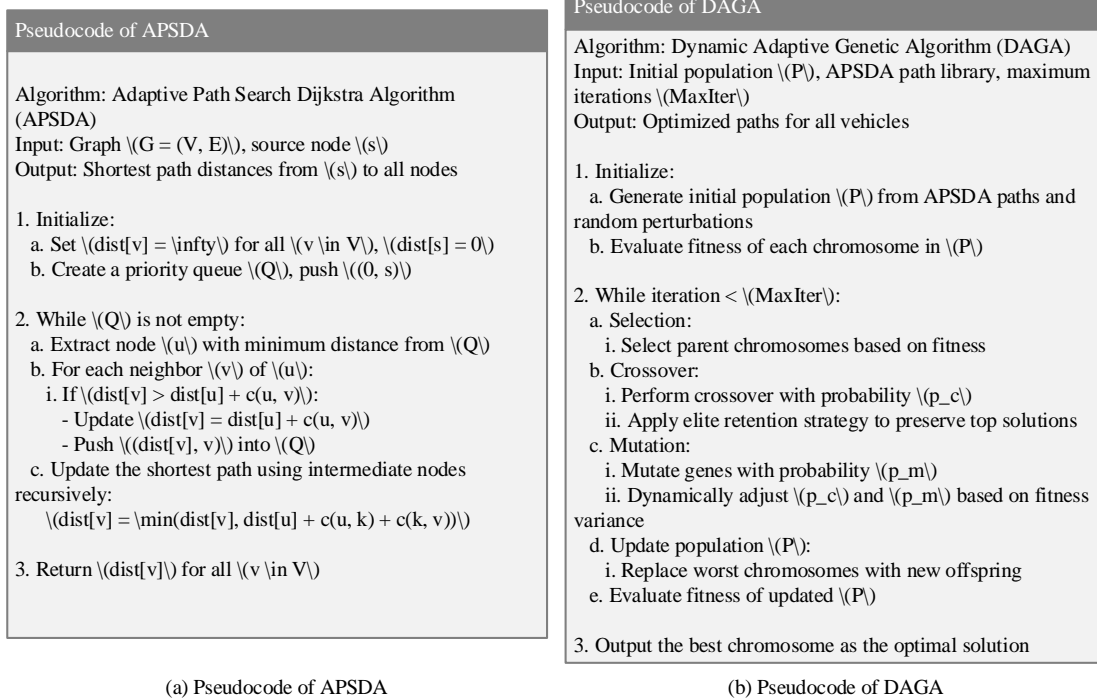 Pseudocode of APSDA
Algorithm: Adaptive Path Search Dijkstra Algorithm
(APSDA)
Input: Graph \(G = (V, E)\), source node \(s\)
Output: Shortest path distances from \(s\) to all nodes
1. Initialize:
a. Set \(dist[v] = \infty\) for all \(v \in V\), \(dist[s] = 0\)
b. Create a priority queue \(Q\), push \((0, s)\)
2. While \(Q\) is not empty:
a. Extract node \(u\) with minimum distance from \(Q\)
b. For each neighbor \(v\) of \(u\):
i. If \(dist[v] > dist[u] + c(u, v)\):
- Update \(dist[v] = dist[u] + c(u, v)\)
- Push \((dist[v], v)\) into \(Q\)
c. Update the shortest path using intermediate nodes
recursively:
\(dist[v] = \min(dist[v], dist[u] + c(u, k) + c(k, v))\)
3. Return \(dist[v]\) for all \(v \in V\)
(a) Pseudocode of APSDA
Pseudocode of DAGA
Algorithm: Dynamic Adaptive Genetic Algorithm (DAGA)
Input: Initial population \(P\), APSDA path library, maximum
iterations \(MaxIter\)
Output: Optimized paths for all vehicles
1. Initialize:
a. Generate initial population \(P\) from APSDA paths and
random perturbations
b. Evaluate fitness of each chromosome in \(P\)
2. While iteration < \(MaxIter\):
a. Selection:
i. Select parent chromosomes based on fitness
b. Crossover:
i. Perform crossover with probability \(p_c\)
ii. Apply elite retention strategy to preserve top solutions
c. Mutation:
i. Mutate genes with probability \(p_m\)
ii. Dynamically adjust \(p_c\) and \(p_m\) based on fitness
variance
d. Update population \(P\):
i. Replace worst chromosomes with new offspring
e. Evaluate fitness of updated \(P\)
3. Output the best chromosome as the optimal solution
(b) Pseudocode of DAGA